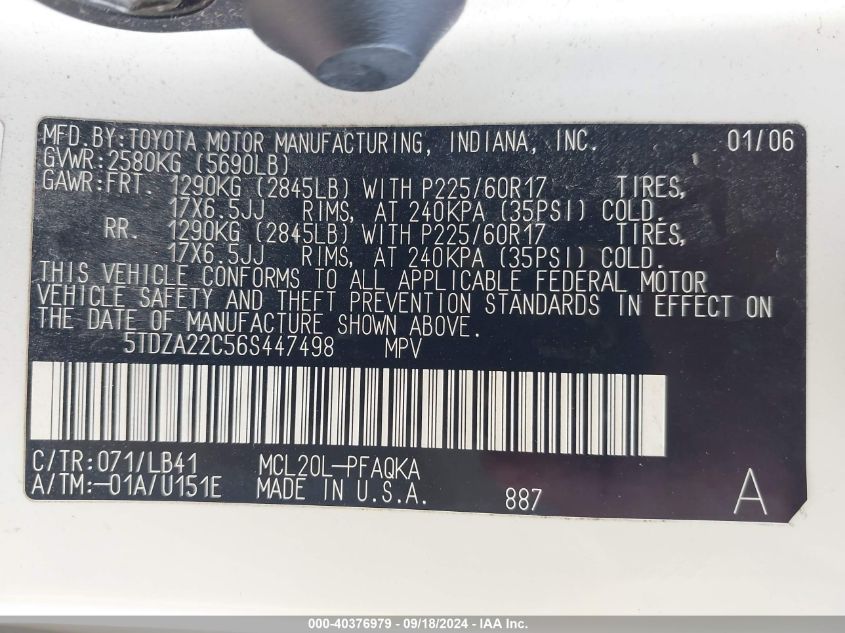 MFD.BY:TOYOTA MOTOR MANUFACTURING, INDIANA, INC. 01/06
GVWR:2580KG (5690LB)
GAWR:FRT. 1290KG (2845LB) WITH P225/60R17 TIRES,
17X6.5JJ RIMS, AT 240KPA (35PSI) COLD.
RR. 1290KG (2845LB) WITH P225/60R17 TIRES,
17X6.5JJ RIMS, AT 240KPA (35PSI) COLD.
THIS VEHICLE CONFORMS TO ALL APPLICABLE FEDERAL MOTOR
VEHICLE SAFETY AND THEFT PREVENTION STANDARDS IN EFFECT ON
THE DATE OF MANUFACTURE SHOWN ABOVE.
5TDZA22C56S447498 MPV
C/TR:071/LB41 MCL20L-PFAQKA
A/TM:-01A/U151E MADE IN U.S.A. 887 A
000-40376979 - 09/18/2024 - IAA Inc.